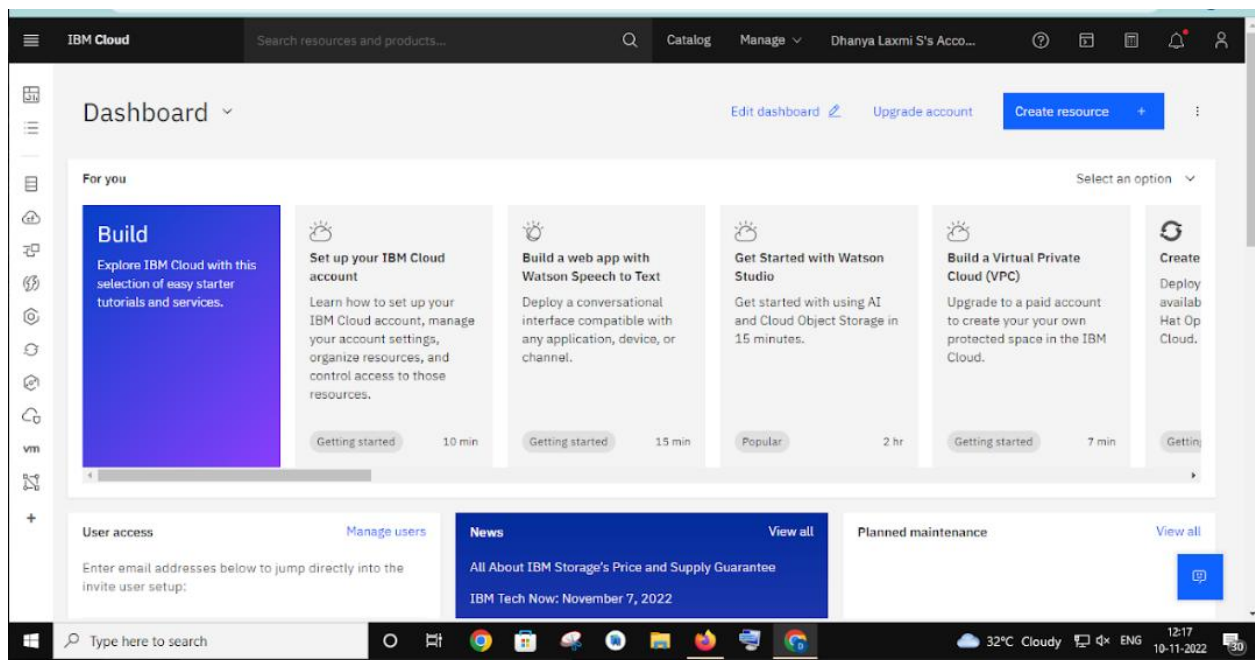 IBM Cloud
Search resources and products...
Catalog
Manage
Dhanya Laxmi S's Acco...
Dashboard
Edit dashboard
Upgrade account
Create resource +
For you
Select an option
Build
Explore IBM Cloud with this
selection of easy starter
tutorials and services.
Set up your IBM Cloud
account
Learn how to set up your
IBM Cloud account, manage
your account settings,
organize resources, and
control access to those
resources.
Getting started
10 min
Build a web app with
Watson Speech to Text
Deploy a conversational
interface compatible with
any application, device, or
channel.
Getting started
15 min
Get Started with Watson
Studio
Get started with using AI
and Cloud Object Storage in
15 minutes.
Popular
2 hr
Build a Virtual Private
Cloud (VPC)
Upgrade to a paid account
to create your your own
protected space in the IBM
Cloud.
Getting started
7 min
Create
Deploy
availab
Hat Op
Cloud.
Getting
vm
User access
Manage users
Enter email addresses below to jump directly into the
invite user setup:
News
View all
All About IBM Storage's Price and Supply Guarantee
IBM Tech Now: November 7, 2022
Planned maintenance
View all
Type here to search
32°C Cloudy
ENG
12:17
10-11-2022
30